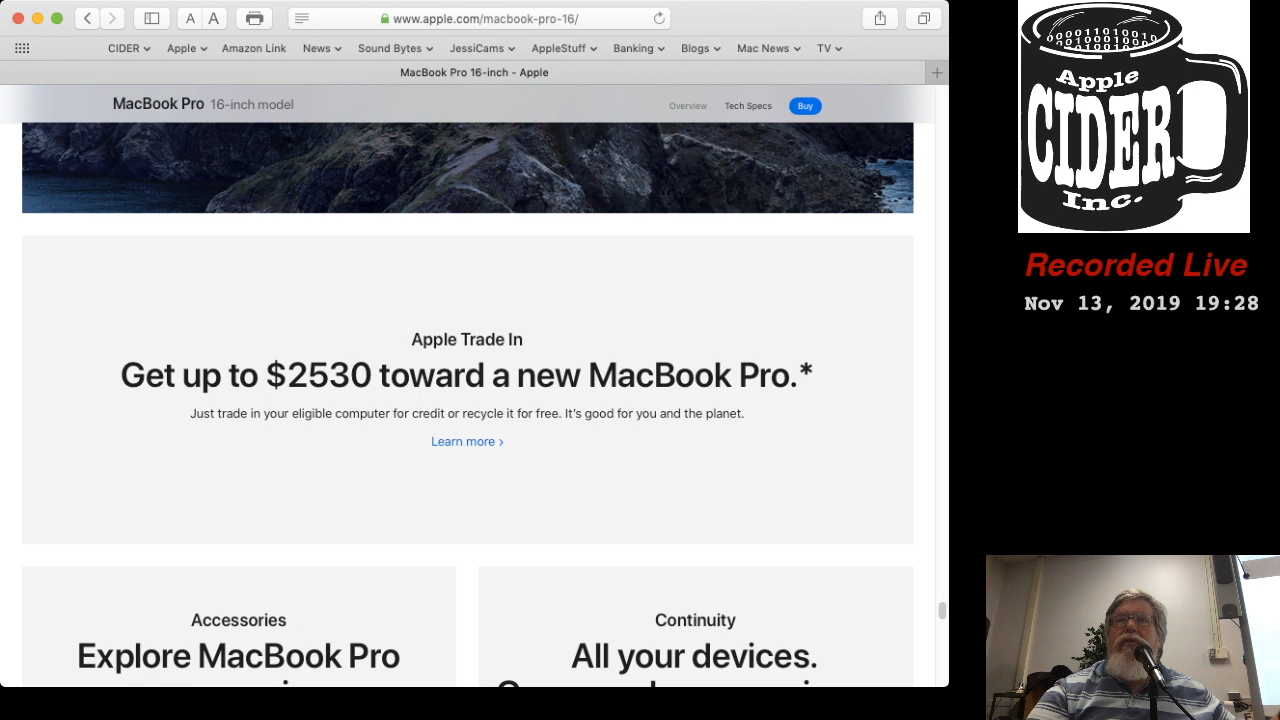 www.apple.com/macbook-pro-16/
A A
CIDER Apple Amazon Link News Sound Bytes JessiCams AppleStuff Banking Blogs Mac News TV
MacBook Pro 16-inch - Apple
MacBook Pro 16-inch model
Overview Tech Specs Buy
Apple Trade In
Get up to $2530 toward a new MacBook Pro.*
Just trade in your eligible computer for credit or recycle it for free. It's good for you and the planet.
Learn more >
Accessories
Explore MacBook Pro
Continuity
All your devices.
Apple
CIDER
Inc.
Recorded Live
Nov 13, 2019 19:28